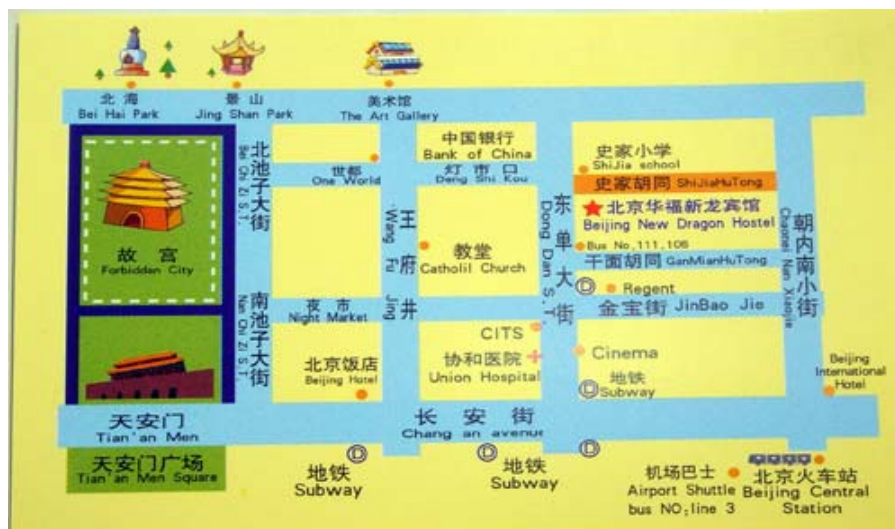 北海
Bei Hai Park
景山
Jing Shan Park
美术馆
The Art Gallery
故宫
Forbidden City
北池子大街
Bei Chi Zi S.T.
南池子大街
Nan Chi Zi S.T.
世都
One World
中国银行
Bank of China
灯市口
Deng Shi Kou
王府井
Wang Fu Jing
教堂
Catholil Church
夜市
Night Market
北京饭店
Beijing Hotel
CITS
协和医院
Union Hospital
东单大街
Dong Dan S.T
史家小学
ShiJia school
史家胡同 ShiJiaHuTong
北京华福新龙宾馆
Beijing New Dragon Hostel
Bus No,111,106
干面胡同 GanMianHuTong
D
Regent
金宝街 JinBao Jie
Cinema
D
地铁
Subway
朝内南小街
Chaonei Nan Xiaojie
Beijing
International
Hotel
天安门
Tian'an Men
长安街
Chang an avenue
天安门广场
Tian'an Men Square
D
地铁
Subway
D
地铁
Subway
D
机场巴士
Airport Shuttle
bus NO:line 3
北京火车站
Beijing Central
Station